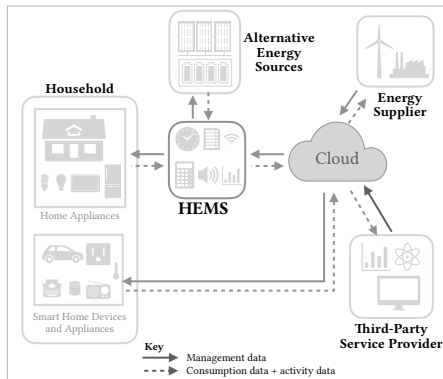 Alternative
Energy
Sources
Household
Energy
Supplier
Cloud
HEMS
Home Appliances
Smart Home Devices
and Appliances
Third-Party
Service Provider
Key
Management data
Consumption data + activity data